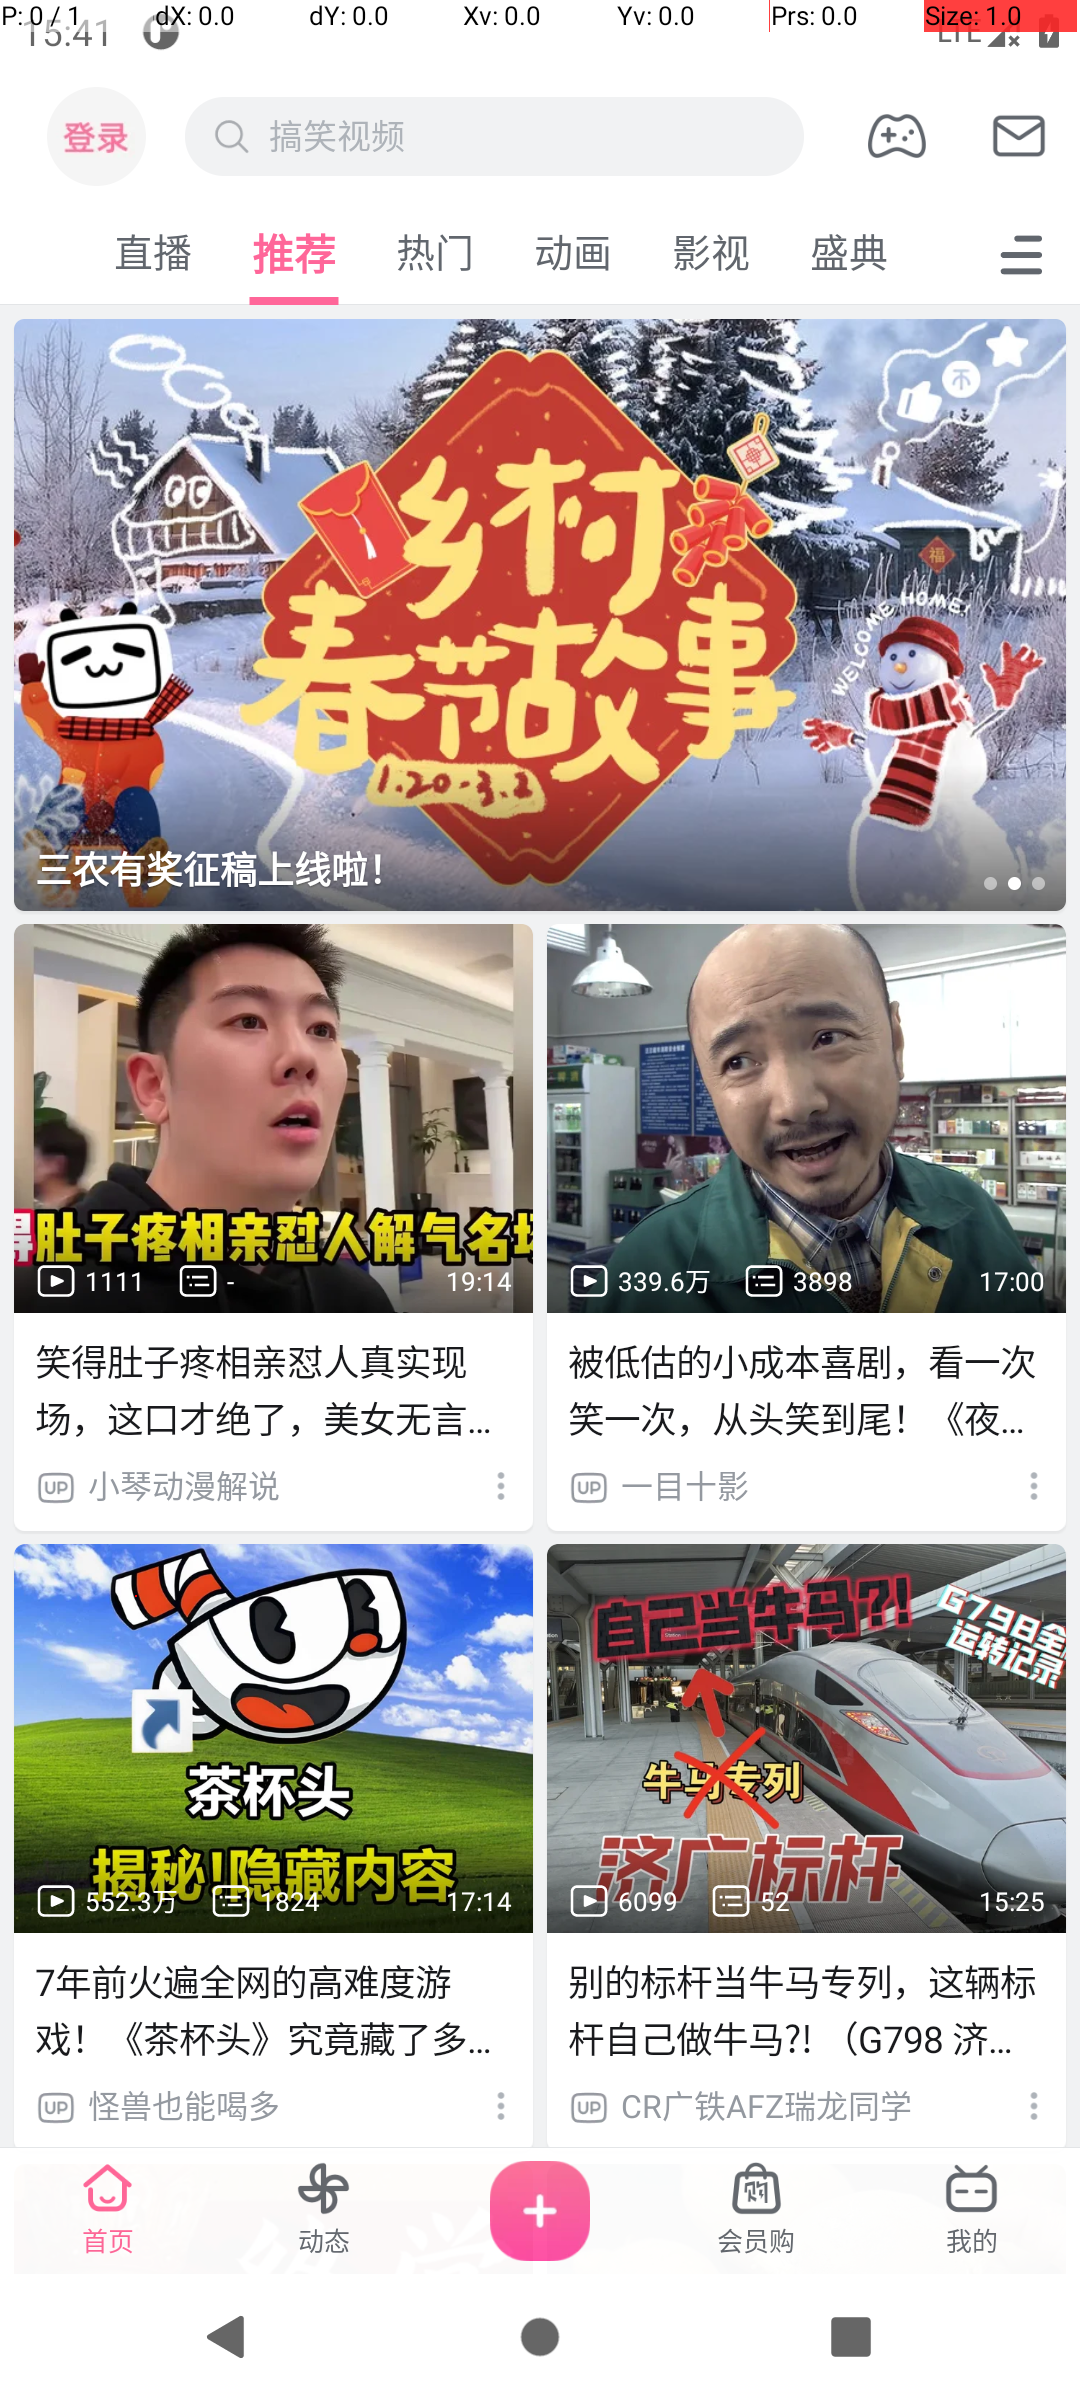 P: 0 / 1 dX: 0.0 dY: 0.0 Xv: 0.0 Yv: 0.0 Prs: 0.0 Size: 1.0
15:41 LTE
登录 搞笑视频
直播 推荐 热门 动画 影视 盛典
福
WELCOME HOME!
乡村
春节故事
1.20-3.2
三农有奖征稿上线啦！
得肚子疼相亲怼人解气名场
1111 - 19:14
339.6万 3898 17:00
笑得肚子疼相亲怼人真实现
场，这口才绝了，美女无言...
UP 小琴动漫解说
被低估的小成本喜剧，看一次
笑一次，从头笑到尾！《夜...
UP 一目十影
茶杯头
揭秘!隐藏内容
552.3万 1824 17:14
自己当牛马?!
G798全
运转记录
牛马专列
济广标杆
6099 52 15:25
7年前火遍全网的高难度游
戏！《茶杯头》究竟藏了多...
UP 怪兽也能喝多
别的标杆当牛马专列，这辆标
杆自己做牛马?!（G798 济...
UP CR广铁AFZ瑞龙同学
购
首页 动态 会员购 我的